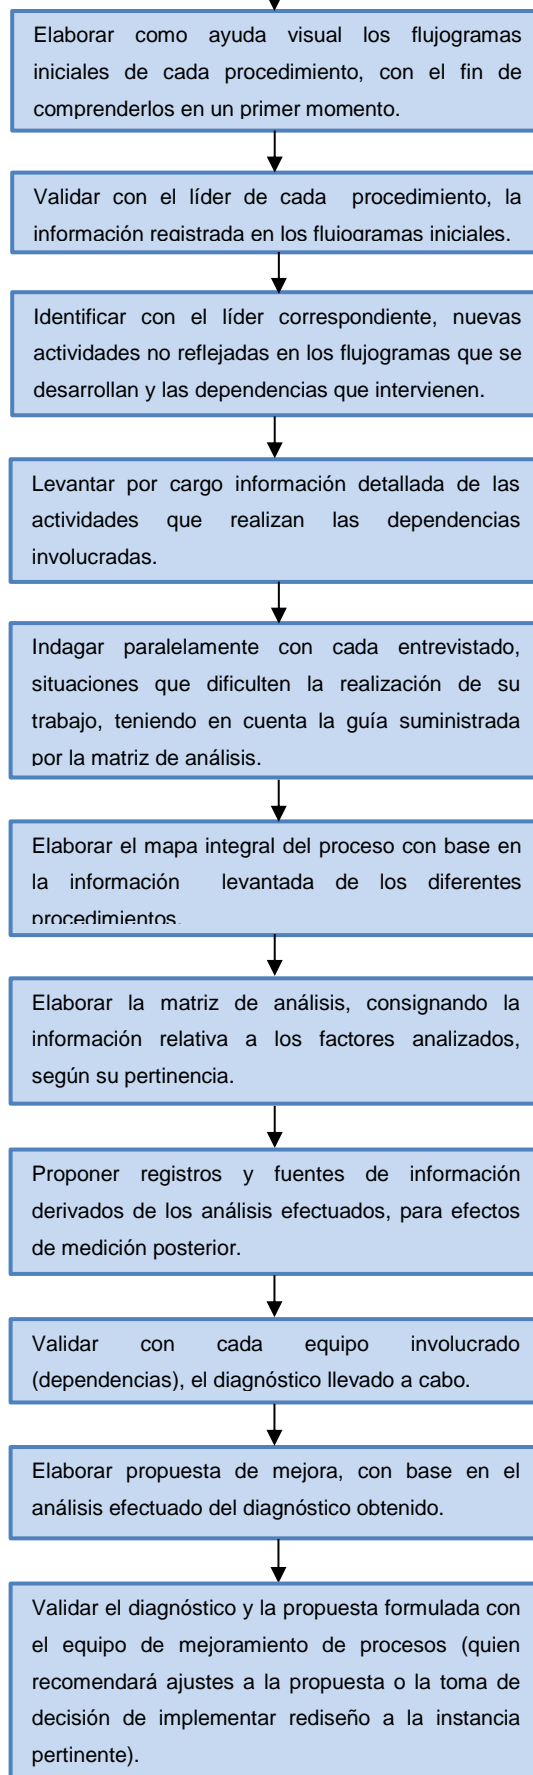 Elaborar como ayuda visual los flujogramas
iniciales de cada procedimiento, con el fin de
comprenderlos en un primer momento.
Validar con el líder de cada procedimiento, la
información registrada en los flujogramas iniciales.
Identificar con el líder correspondiente, nuevas
actividades no reflejadas en los flujogramas que se
desarrollan y las dependencias que intervienen.
Levantar por cargo información detallada de las
actividades que realizan las dependencias
involucradas.
Indagar paralelamente con cada entrevistado,
situaciones que dificulten la realización de su
trabajo, teniendo en cuenta la guía suministrada
por la matriz de análisis.
Elaborar el mapa integral del proceso con base en
la información levantada de los diferentes
procedimientos.
Elaborar la matriz de análisis, consignando la
información relativa a los factores analizados,
según su pertinencia.
Proponer registros y fuentes de información
derivados de los análisis efectuados, para efectos
de medición posterior.
Validar con cada equipo involucrado
(dependencias), el diagnóstico llevado a cabo.
Elaborar propuesta de mejora, con base en el
análisis efectuado del diagnóstico obtenido.
Validar el diagnóstico y la propuesta formulada con
el equipo de mejoramiento de procesos (quien
recomendará ajustes a la propuesta o la toma de
decisión de implementar rediseño a la instancia
pertinente).